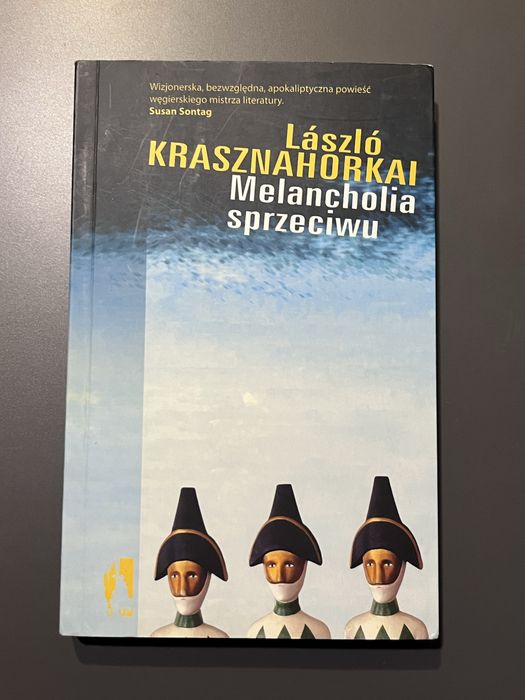 Wizjonerska, bezwzględna, apokaliptyczna powieść
węgierskiego mistrza literatury.
Susan Sontag
László
KRASZNAHORKAI
Melancholia
sprzeciwu